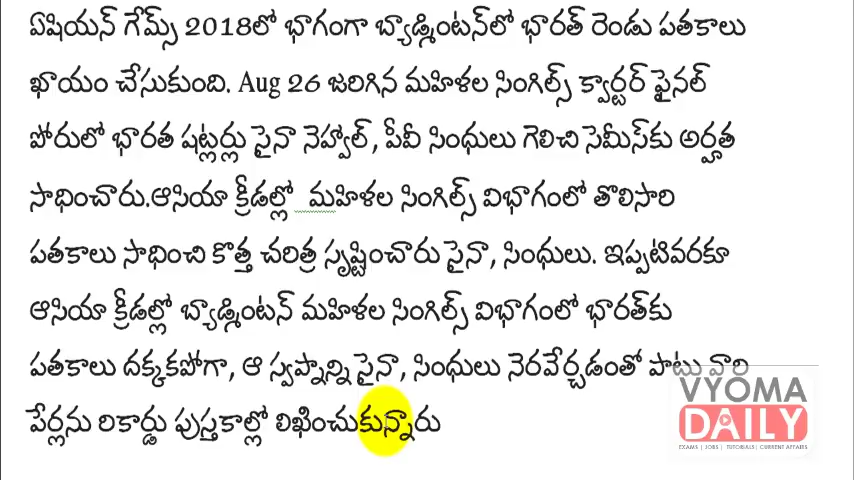 ఏషియన్ గేమ్స్ 2018లో భాగంగా బ్యాడ్మింటన్‌లో భారత్ రెండు పతకాలు
ఖాయం చేసుకుంది. Aug 26 జరిగిన మహిళల సింగిల్స్ క్వార్టర్ ఫైనల్
పోరులో భారత షట్లర్లు సైనా నెహ్వాల్, పీవీ సింధులు గెలిచి సెమీస్‌కు అర్హత
సాధించారు.ఆసియా క్రీడల్లో మహిళల సింగిల్స్ విభాగంలో తొలిసారి
పతకాలు సాధించి కొత్త చరిత్ర సృష్టించారు సైనా, సింధులు. ఇప్పటివరకూ
ఆసియా క్రీడల్లో బ్యాడ్మింటన్ మహిళల సింగిల్స్ విభాగంలో భారత్‌కు
పతకాలు దక్కకపోగా, ఆ స్వప్నాన్ని సైనా, సింధులు నెరవేర్చడంతో పాటు వారి
పేర్లను రికార్డు పుస్తకాల్లో లిఖించుకున్నారు
VYOMA
DAILY
EXAMS | JOBS | TUTORIALS | CURRENT AFFAIRS